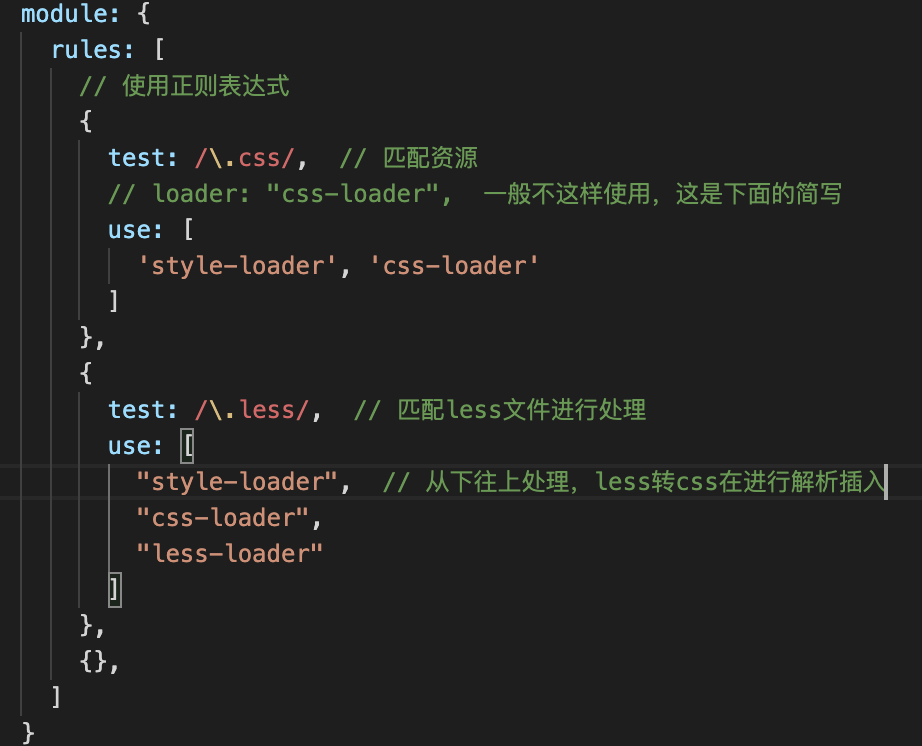 module: {
rules: [
// 使用正则表达式
{
test: /\.css/,  // 匹配资源
// loader: "css-loader",  一般不这样使用，这是下面的简写
use: [
'style-loader', 'css-loader'
]
},
{
test: /\.less/,  // 匹配less文件进行处理
use: [
"style-loader",  // 从下往上处理，less转css在进行解析插入
"css-loader",
"less-loader"
]
},
{},
]
}